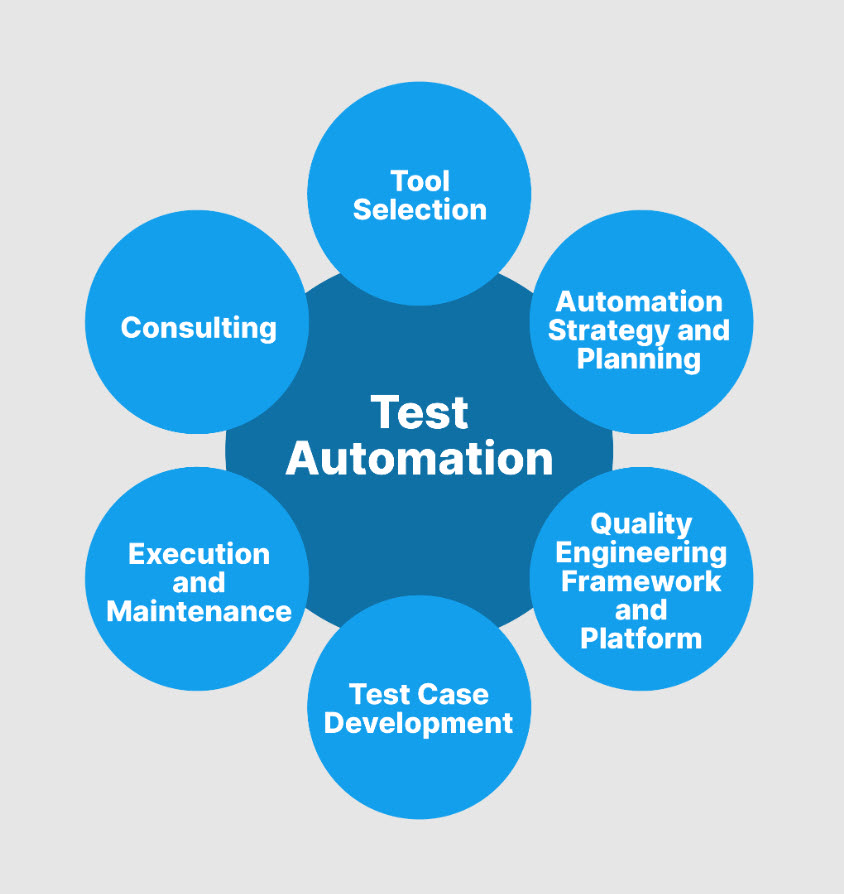 Tool
Selection
Automation
Strategy and
Planning
Quality
Engineering
Framework
and
Platform
Test Case
Development
Execution
and
Maintenance
Consulting
Test
Automation